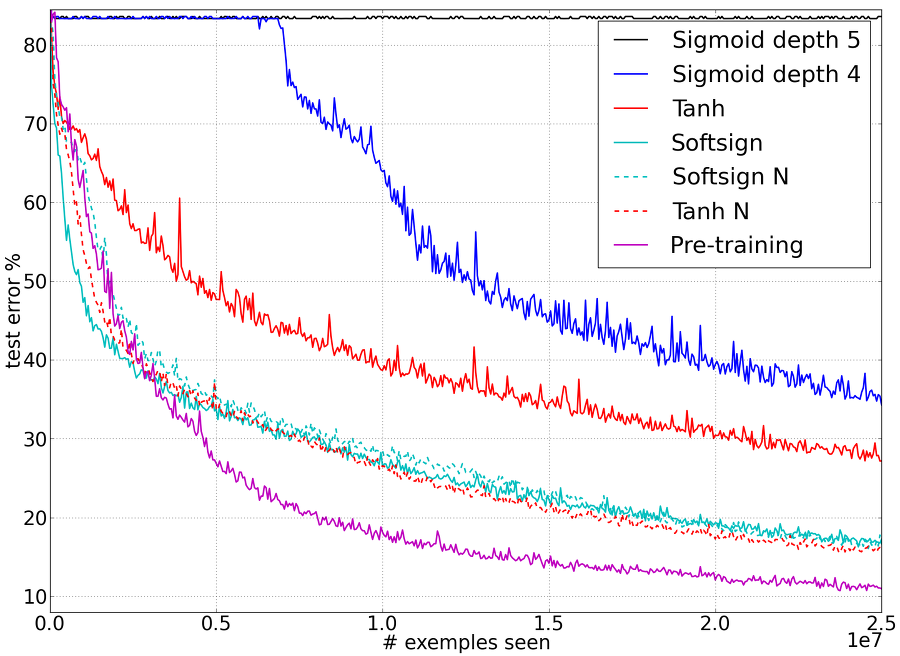 80
70
60
50
40
30
20
10
test error %
Sigmoid depth 5
Sigmoid depth 4
Tanh
Softsign
Softsign N
Tanh N
Pre-training
0.0 0.5 1.0 1.5 2.0 2.5
# exemples seen
1e7